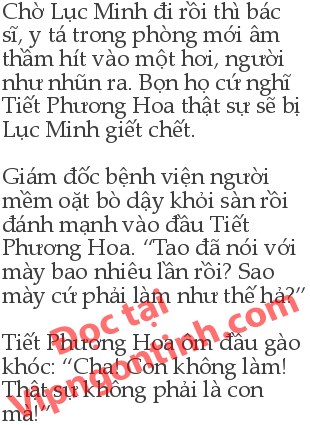 Chờ Lục Minh đi rồi thì bác
sĩ, y tá trong phòng mới âm
thầm hít vào một hơi, người
như nhũn ra. Bọn họ cứ nghĩ
Tiết Phương Hoa thật sự sẽ bị
Lục Minh giết chết.
Giám đốc bệnh viện người
mềm oặt bò dậy khỏi sàn rồi
đánh mạnh vào đầu Tiết
Phương Hoa. “Tao đã nói với
mày bao nhiêu lần rồi? Sao
mày cứ phải làm như thế hả?”
Tiết Phương Hoa ôm đầu gào
khóc: “Cha! Con không làm!
Thật sự không phải là con
mà!”
Đọc tại
Vipngontinh.com